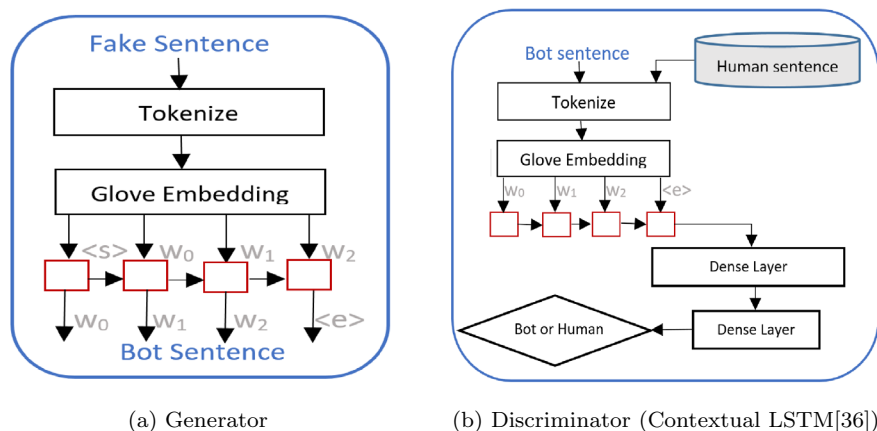 Fake Sentence
Tokenize
Glove Embedding
<s> w0 w1 w2
w0 w1 w2 <e>
Bot Sentence
(a) Generator
Bot sentence
Human sentence
Tokenize
Glove Embedding
w0 w1 w2 <e>
Dense Layer
Dense Layer
Bot or Human
(b) Discriminator (Contextual LSTM[36])